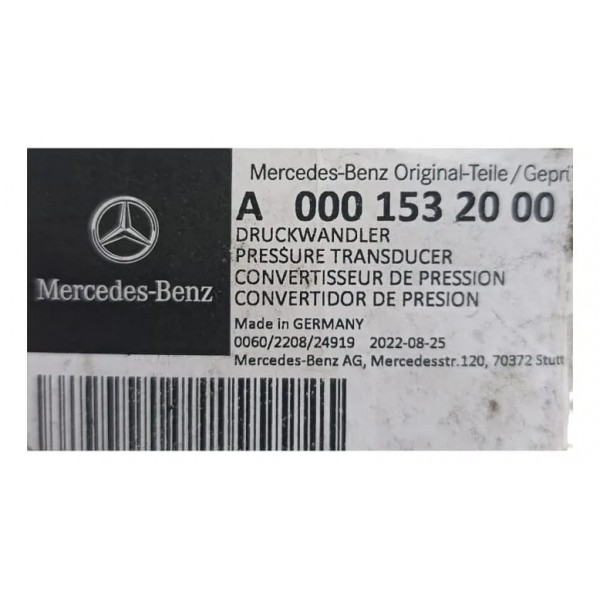 Mercedes-Benz
Mercedes-Benz Original-Teile/Geprü
A 000 153 20 00
DRUCKWANDLER
PRESSURE TRANSDUCER
CONVERTISSEUR DE PRESSION
CONVERTIDOR DE PRESION
Made in GERMANY
0060/2208/24919 2022-08-25
Mercedes-Benz AG, Mercedesstr.120, 70372 Stutt